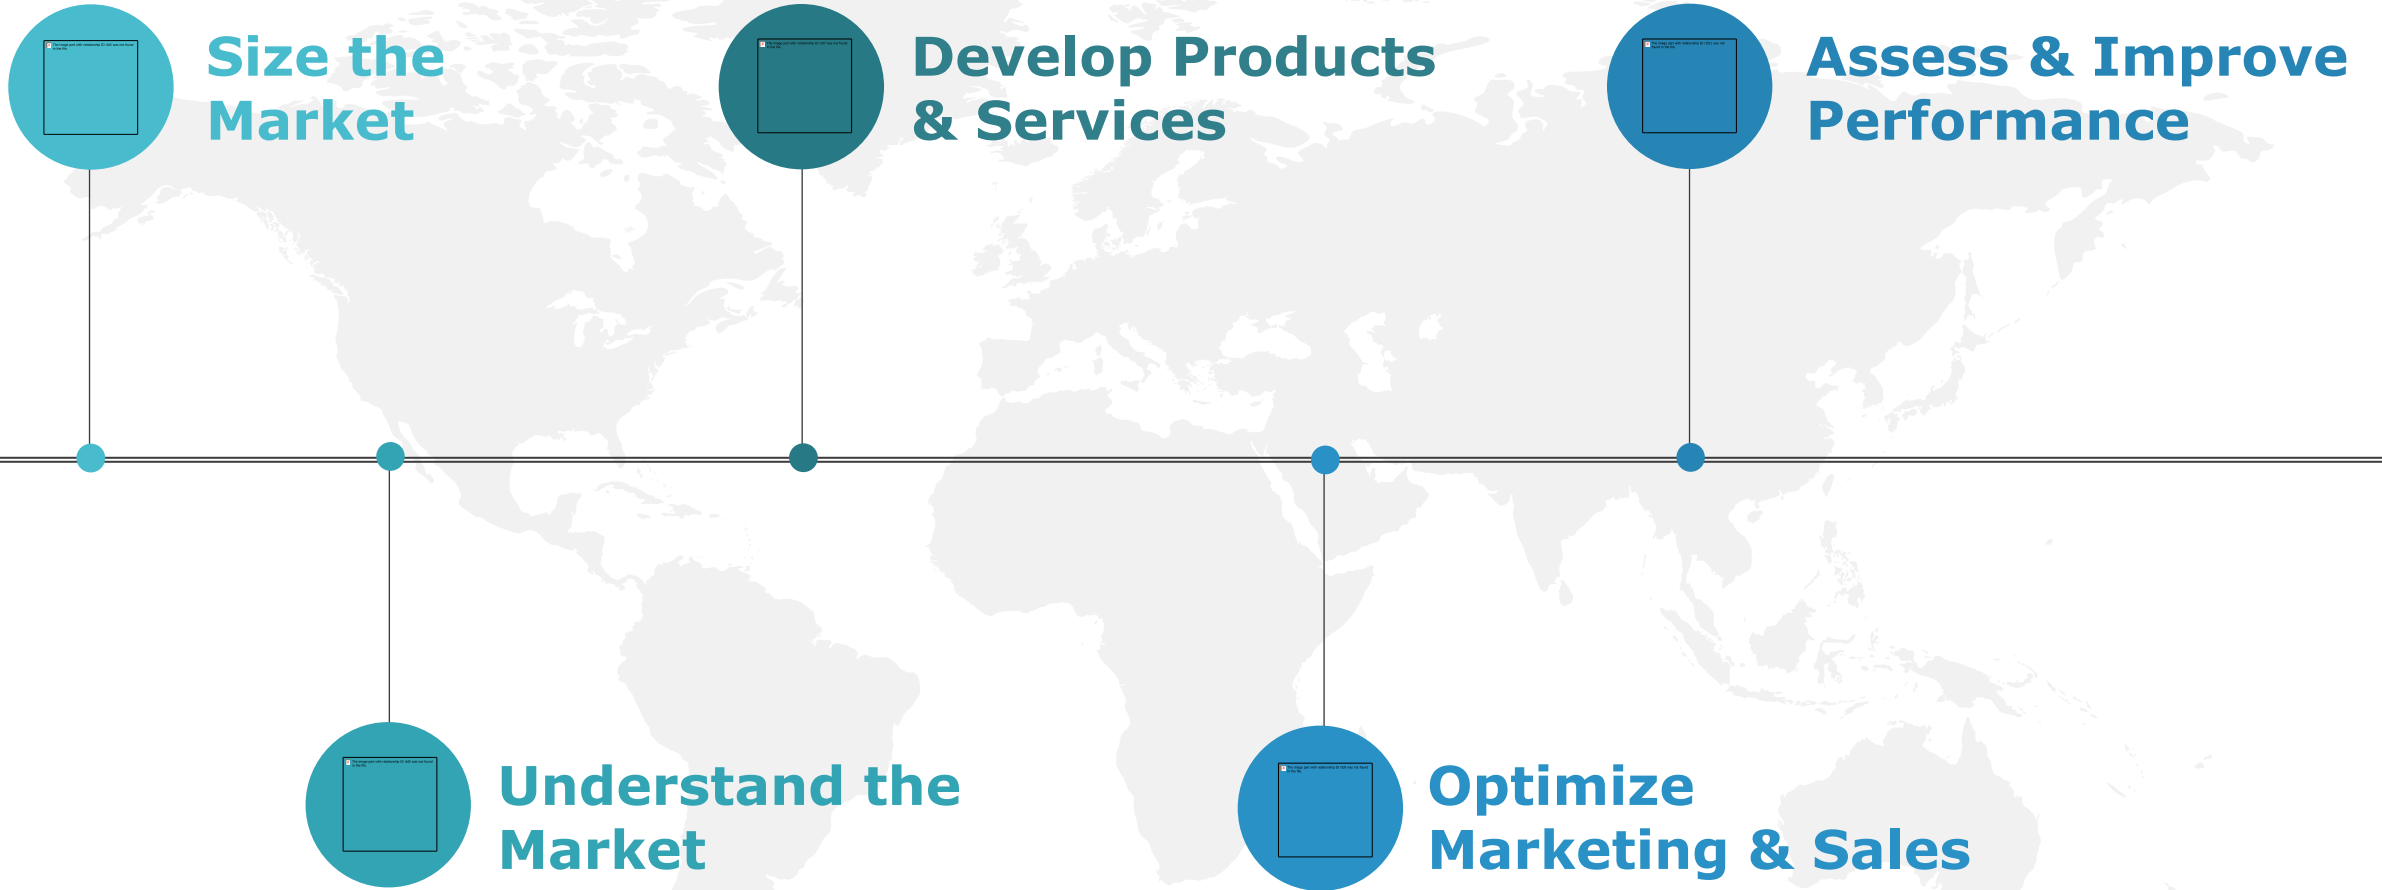 Size the
Market
Develop Products
& Services
Assess & Improve
Performance
Understand the
Market
Optimize
Marketing & Sales